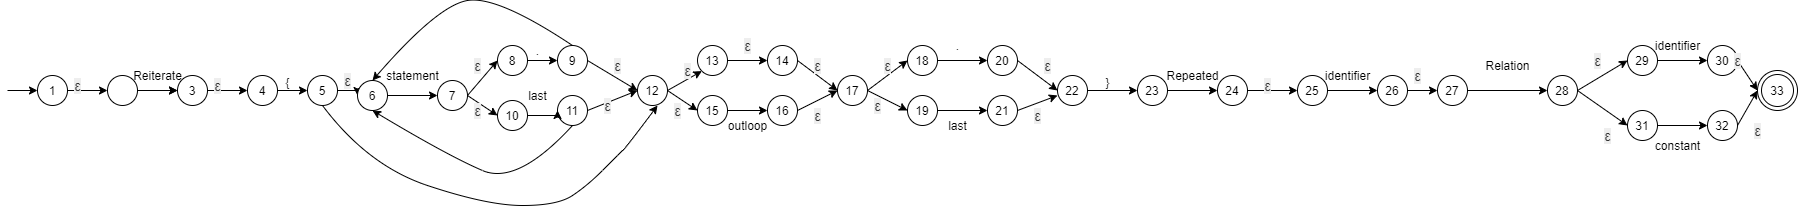 1 ε Reiterate 3 ε 4 { 5 ε 6 statement 7
ε 8 . 9 ε
ε 10 last 11 ε
12
ε 13 ε 14 ε
ε 15 outloop 16 ε
17
ε 18 . 20 ε
ε 19 last 21 ε
22 } 23 Repeated 24 ε 25 identifier 26 ε 27 Relation 28
ε 29 identifier 30 ε
ε 31 constant 32 ε
33